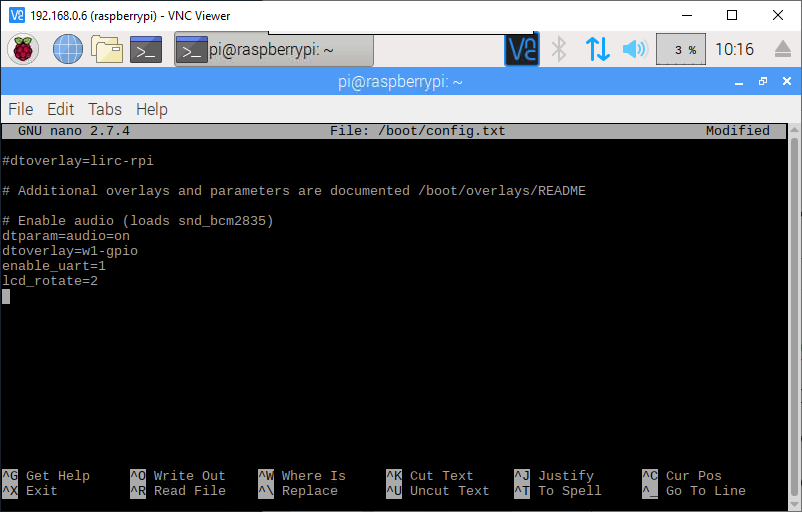 192.168.0.6 (raspberrypi) - VNC Viewer
pi@raspberrypi: ~ 3 % 10:16
pi@raspberrypi: ~
File Edit Tabs Help
GNU nano 2.7.4 File: /boot/config.txt Modified
#dtoverlay=lirc-rpi
# Additional overlays and parameters are documented /boot/overlays/README
# Enable audio (loads snd_bcm2835)
dtparam=audio=on
dtoverlay=w1-gpio
enable_uart=1
lcd_rotate=2
^G Get Help ^O Write Out ^W Where Is ^K Cut Text ^J Justify ^C Cur Pos
^X Exit ^R Read File ^\ Replace ^U Uncut Text ^T To Spell ^_ Go To Line